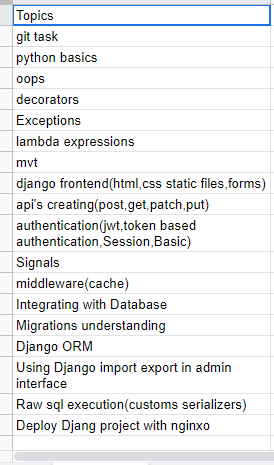 Topics
git task
python basics
oops
decorators
Exceptions
lambda expressions
mvt
django frontend(html,css static files,forms)
api's creating(post,get,patch,put)
authentication(jwt,token based
authentication,Session,Basic)
Signals
middleware(cache)
Integrating with Database
Migrations understanding
Django ORM
Using Django import export in admin
interface
Raw sql execution(customs serializers)
Deploy Djang project with nginxo